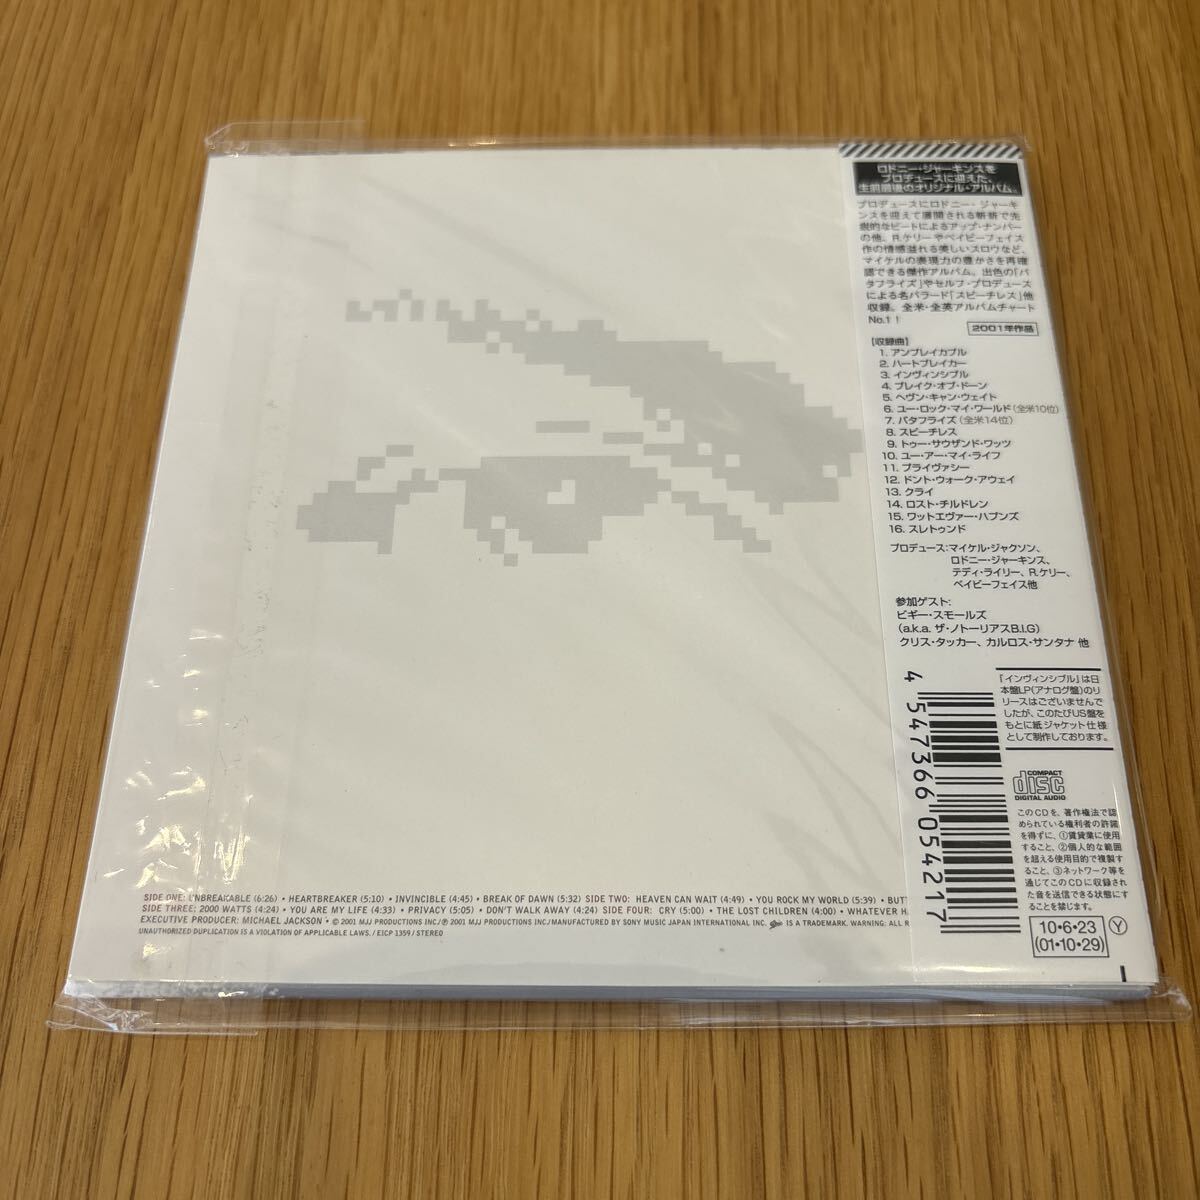 ロドニー・ジャーキンスを
プロデュースに迎えた、
生前最後のオリジナル・アルバム。
プロデュースにロドニー・ジャーキ
ンスを迎えて展開される斬新で先
鋭的なビートによるアップ・ナンバー
の他、R.ケリーやベイビーフェイス
作の情感溢れる美しいスロウなど、
マイケルの表現力の豊かさを再確
認できる傑作アルバム。出色の「バ
タフライズ」やセルフ・プロデュース
による名バラード「スピーチレス」他
収録。全米・全英アルバムチャート
No.1!
2001年作品
【収録曲】
1. アンブレイカブル
2. ハートブレイカー
3. インヴィンシブル
4. ブレイク・オブ・ドーン
5. ヘヴン・キャン・ウェイト
6. ユー・ロック・マイ・ワールド(全米10位)
7. バタフライズ(全米14位)
8. スピーチレス
9. トゥー・サウザンド・ワッツ
10. ユー・アー・マイ・ライフ
11. プライヴァシー
12. ドント・ウォーク・アウェイ
13. クライ
14. ロスト・チルドレン
15. ワットエヴァー・ハプンズ
16. スレトゥンド
プロデュース:マイケル・ジャクソン、
ロドニー・ジャーキンス、
テディ・ライリー、R.ケリー、
ベイビーフェイス他
参加ゲスト:
ビギー・スモールズ
(a.k.a. ザ・ノトーリアスB.I.G)
クリス・タッカー、カルロス・サンタナ 他
「インヴィンシブル」は日
本盤LP(アナログ盤)のリ
リースはございませんで
したが、このたびUS盤を
もとに紙ジャケット仕様
として制作しております。
4 547366 054217
COMPACT
disc
DIGITAL AUDIO
このCDを、著作権法で認
められている権利者の許諾
を得ずに、①賃貸業に使用
すること、②個人的な範囲
を超える使用目的で複製す
ること、③ネットワーク等を
通じてこのCDに収録され
た音を送信できる状態にす
ることを禁じます。
10・6・23
(01・10・29)
Y
SIDE ONE: UNBREAKABLE (6:26) • HEARTBREAKER (5:10) • INVINCIBLE (4:45) • BREAK OF DAWN (5:32) SIDE TWO: HEAVEN CAN WAIT (4:49) • YOU ROCK MY WORLD (5:39) • BUT
SIDE THREE: 2000 WATTS (4:24) • YOU ARE MY LIFE (4:33) • PRIVACY (5:05) • DON'T WALK AWAY (4:24) SIDE FOUR: CRY (5:00) • THE LOST CHILDREN (4:00) • WHATEVER HA
EXECUTIVE PRODUCER: MICHAEL JACKSON • © 2001 MJJ PRODUCTIONS INC./℗ 2001 MJJ PRODUCTIONS INC./MANUFACTURED BY SONY MUSIC JAPAN INTERNATIONAL INC. IS A TRADEMARK. WARNING: ALL R
UNAUTHORIZED DUPLICATION IS A VIOLATION OF APPLICABLE LAWS. / EICP 1359 / STEREO